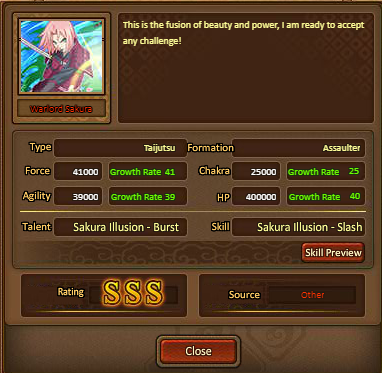 This is the fusion of beauty and power, I am ready to accept
any challenge!
Warlord Sakura
Type Taijutsu Formation Assaulter
Force 41000 Growth Rate 41 Chakra 25000 Growth Rate 25
Agility 39000 Growth Rate 39 HP 400000 Growth Rate 40
Talent Sakura Illusion - Burst Skill Sakura Illusion - Slash
Skill Preview
Rating SSS Source Other
Close